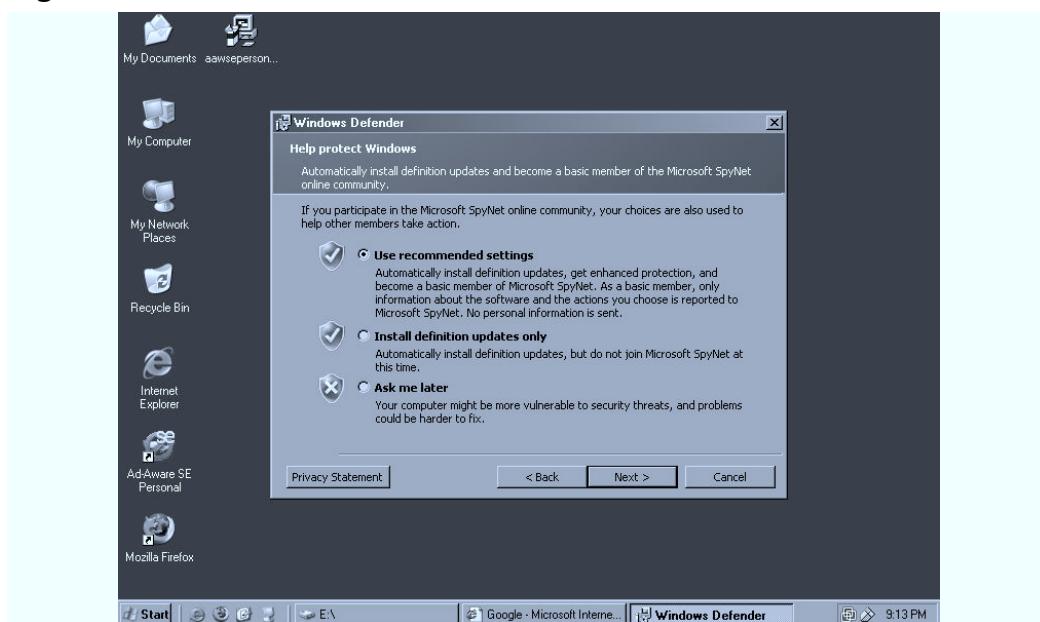 My Documents
aawseperson...
My Computer
My Network
Places
Recycle Bin
Internet
Explorer
Ad-Aware SE
Personal
Mozilla Firefox
Windows Defender
Help protect Windows
Automatically install definition updates and become a basic member of the Microsoft SpyNet
online community.
If you participate in the Microsoft SpyNet online community, your choices are also used to
help other members take action.
Use recommended settings
Automatically install definition updates, get enhanced protection, and
become a basic member of Microsoft SpyNet. As a basic member, only
information about the software and the actions you choose is reported to
Microsoft SpyNet. No personal information is sent.
Install definition updates only
Automatically install definition updates, but do not join Microsoft SpyNet at
this time.
Ask me later
Your computer might be more vulnerable to security threats, and problems
could be harder to fix.
Privacy Statement
< Back
Next >
Cancel
Start
E:\
Google - Microsoft Interne...
Windows Defender
9:13 PM